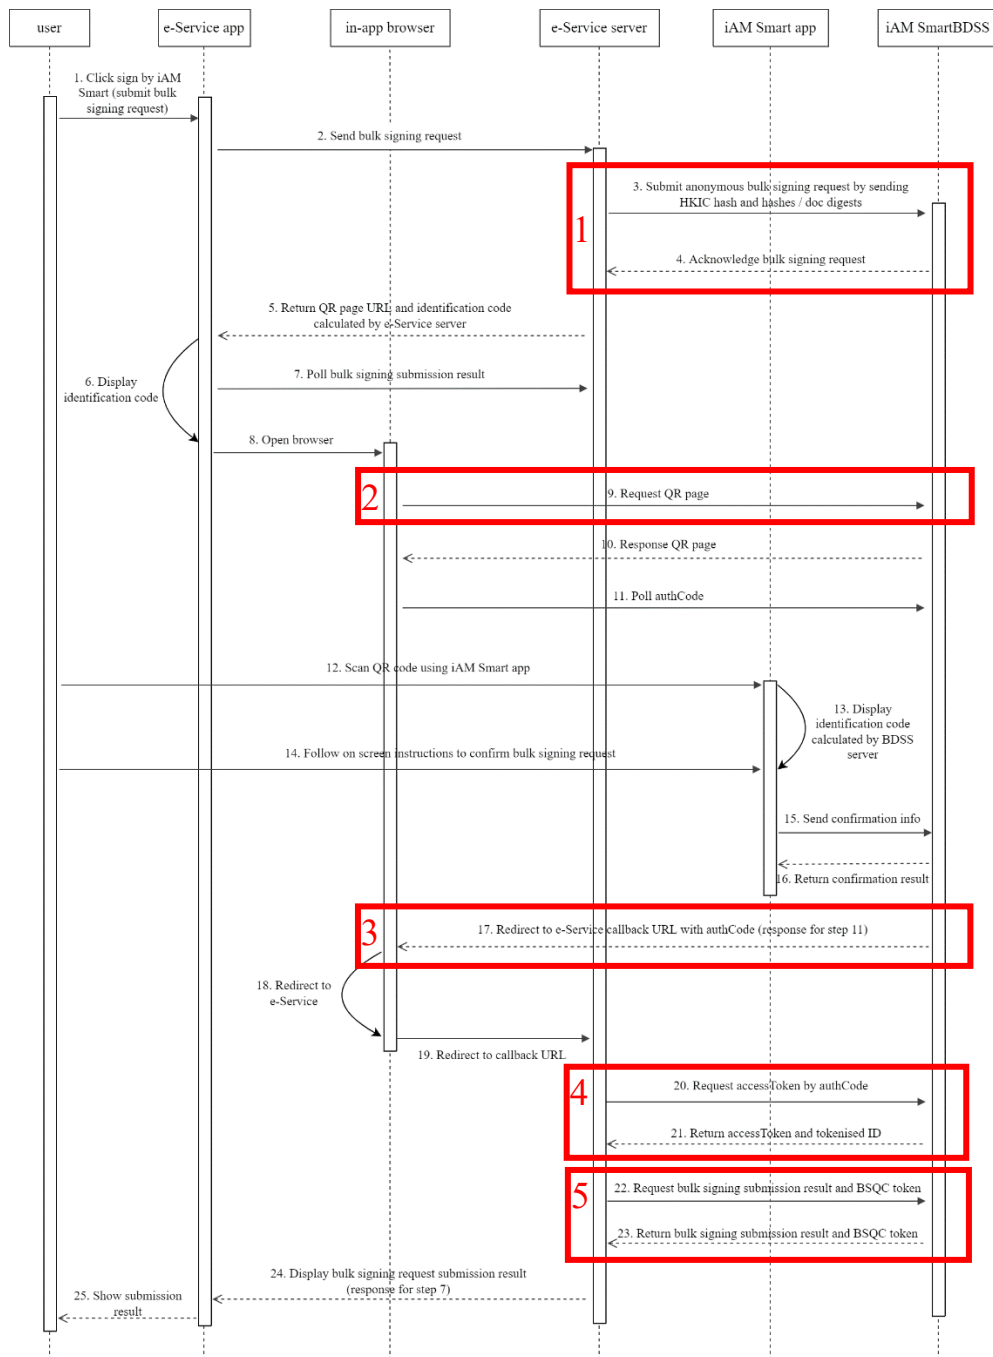 user
e-Service app
in-app browser
e-Service server
iAM Smart app
iAM SmartBDSS
1. Click sign by iAM
Smart (submit bulk
signing request)
2. Send bulk signing request
1
3. Submit anonymous bulk signing request by sending
HKIC hash and hashes / doc digests
4. Acknowledge bulk signing request
5. Return QR page URL and identification code
calculated by e-Service server
6. Display
identification code
7. Poll bulk signing submission result
8. Open browser
2
9. Request QR page
10. Response QR page
11. Poll authCode
12. Scan QR code using iAM Smart app
13. Display
identification code
calculated by BDSS
server
14. Follow on screen instructions to confirm bulk signing request
15. Send confirmation info
16. Return confirmation result
3
17. Redirect to e-Service callback URL with authCode (response for step 11)
18. Redirect to
e-Service
19. Redirect to callback URL
4
20. Request accessToken by authCode
21. Return accessToken and tokenised ID
5
22. Request bulk signing submission result and BSQC token
23. Return bulk signing submission result and BSQC token
24. Display bulk signing request submission result
(response for step 7)
25. Show submission
result